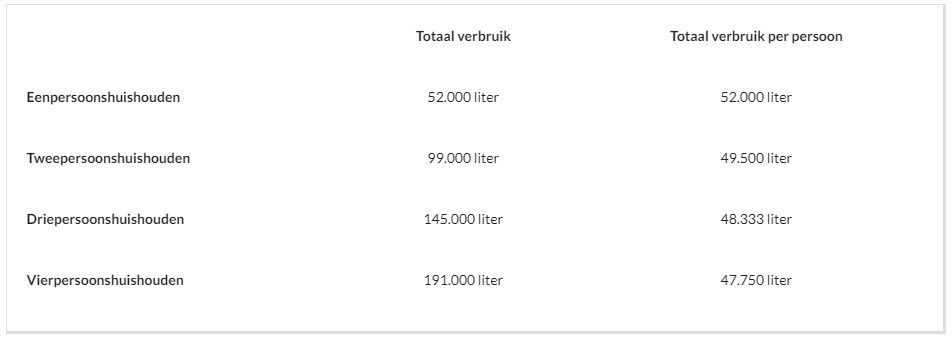 Totaal verbruik Totaal verbruik per persoon
Eenpersoonshuishouden 52.000 liter 52.000 liter
Tweepersoonshuishouden 99.000 liter 49.500 liter
Driepersoonshuishouden 145.000 liter 48.333 liter
Vierpersoonshuishouden 191.000 liter 47.750 liter